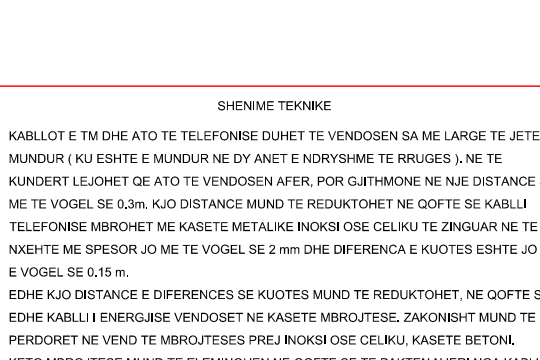 SHENIME TEKNIKE
KABLLOT E TM DHE ATO TE TELEFONISE DUHET TE VENDOSEN SA ME LARGE TE JETE
MUNDUR ( KU ESHTE E MUNDUR NE DY ANET E NDRYSHME TE RRUGES ). NE TE
KUNDERT LEJOHET QE ATO TE VENDOSEN AFER, POR GJITHMONE NE NJE DISTANCE
ME TE VOGEL SE 0.3m. KJO DISTANCE MUND TE REDUKTOHET NE QOFTE SE KABLLI
TELEFONISE MBROHET ME KASETE METALIKE INOKSI OSE CELIKU TE ZINGUAR NE TE
NXEHTE ME SPESOR JO ME TE VOGEL SE 2 mm DHE DIFERENCA E KUOTES ESHTE JO
E VOGEL SE 0.15 m.
EDHE KJO DISTANCE E DIFERENCES SE KUOTES MUND TE REDUKTOHET, NE QOFTE S
EDHE KABLLI I ENERGJISE VENDOSET NE KASETE MBROJTESE. ZAKONISHT MUND TE
PERDORET NE VEND TE MBROJTESES PREJ INOKSI OSE CELIKU, KASETE BETONI.